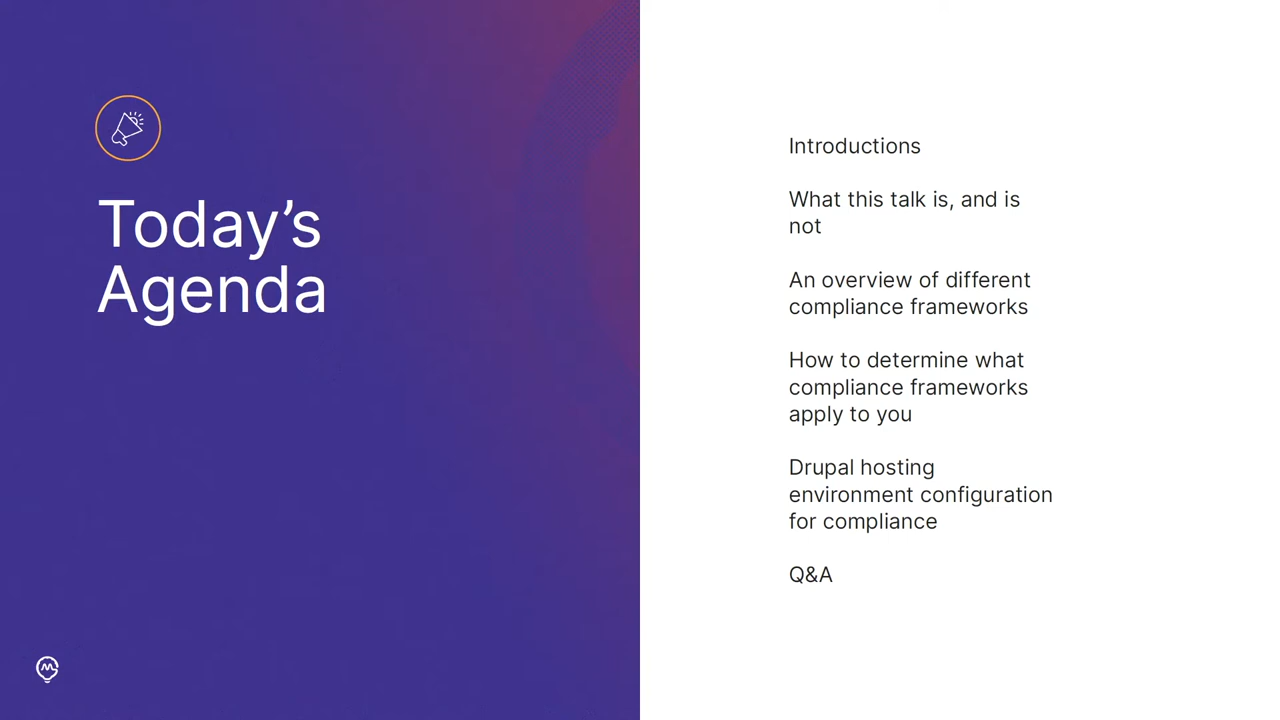 Today’s
Agenda
Introductions
What this talk is, and is
not
An overview of different
compliance frameworks
How to determine what
compliance frameworks
apply to you
Drupal hosting
environment configuration
for compliance
Q&A